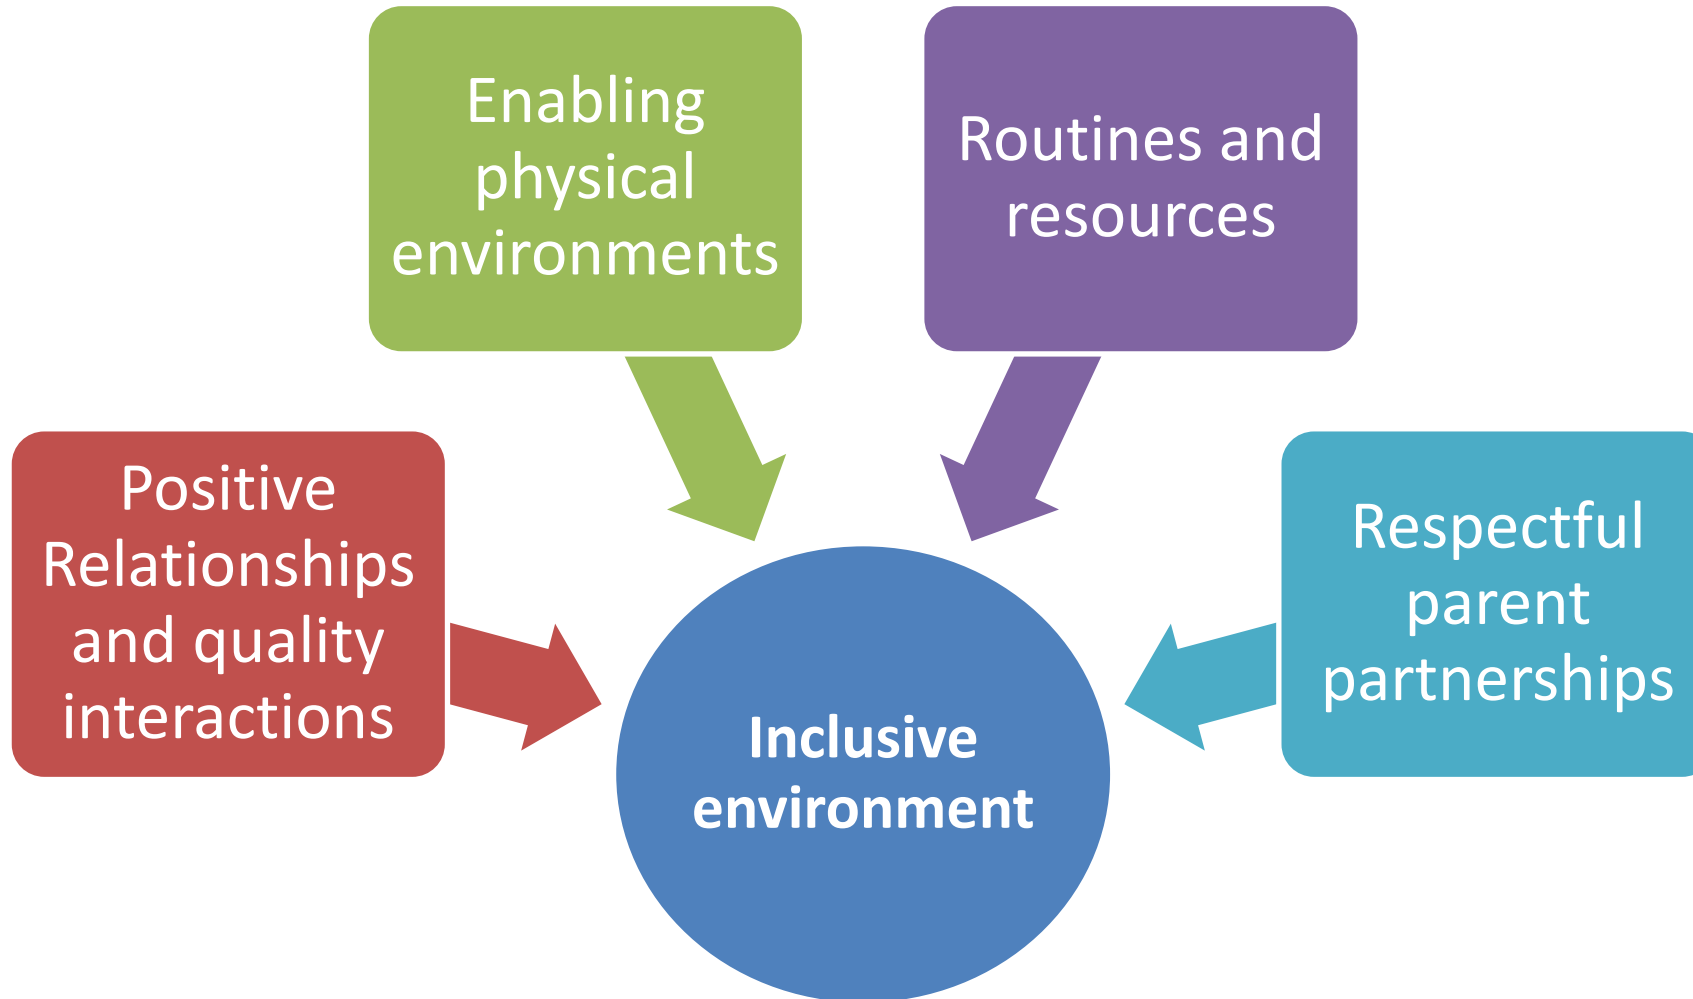 Enabling
physical
environments
Routines and
resources
Positive
Relationships
and quality
interactions
Respectful
parent
partnerships
Inclusive
environment